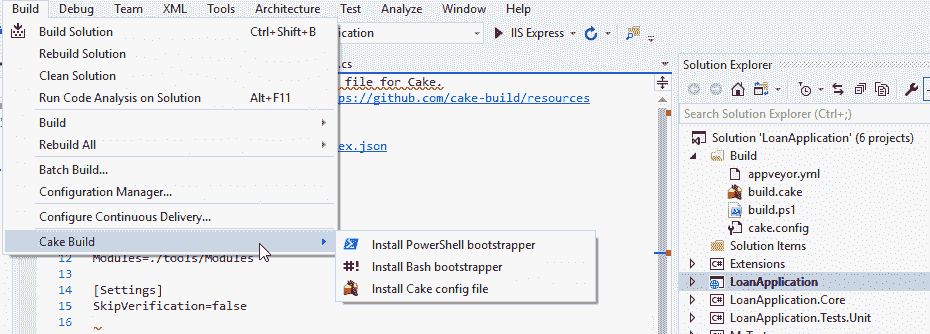 Build Debug Team XML Tools Architecture Test Analyze Window Help
Build Solution Ctrl+Shift+B
Rebuild Solution
Clean Solution
Run Code Analysis on Solution Alt+F11
Build
Rebuild All
Batch Build...
Configuration Manager...
Configure Continuous Delivery...
Cake Build
Install PowerShell bootstrapper
Install Bash bootstrapper
Install Cake config file
IIS Express
.cs
file for Cake.
ps://github.com/cake-build/resources
ex.json
12 Modules=./tools/Modules
13
14 [Settings]
15 SkipVerification=false
16
Solution Explorer
Search Solution Explorer (Ctrl+;)
Solution 'LoanApplication' (6 projects)
Build
appveyor.yml
build.cake
build.ps1
cake.config
Solution Items
Extensions
LoanApplication
LoanApplication.Core
LoanApplication.Tests.Unit